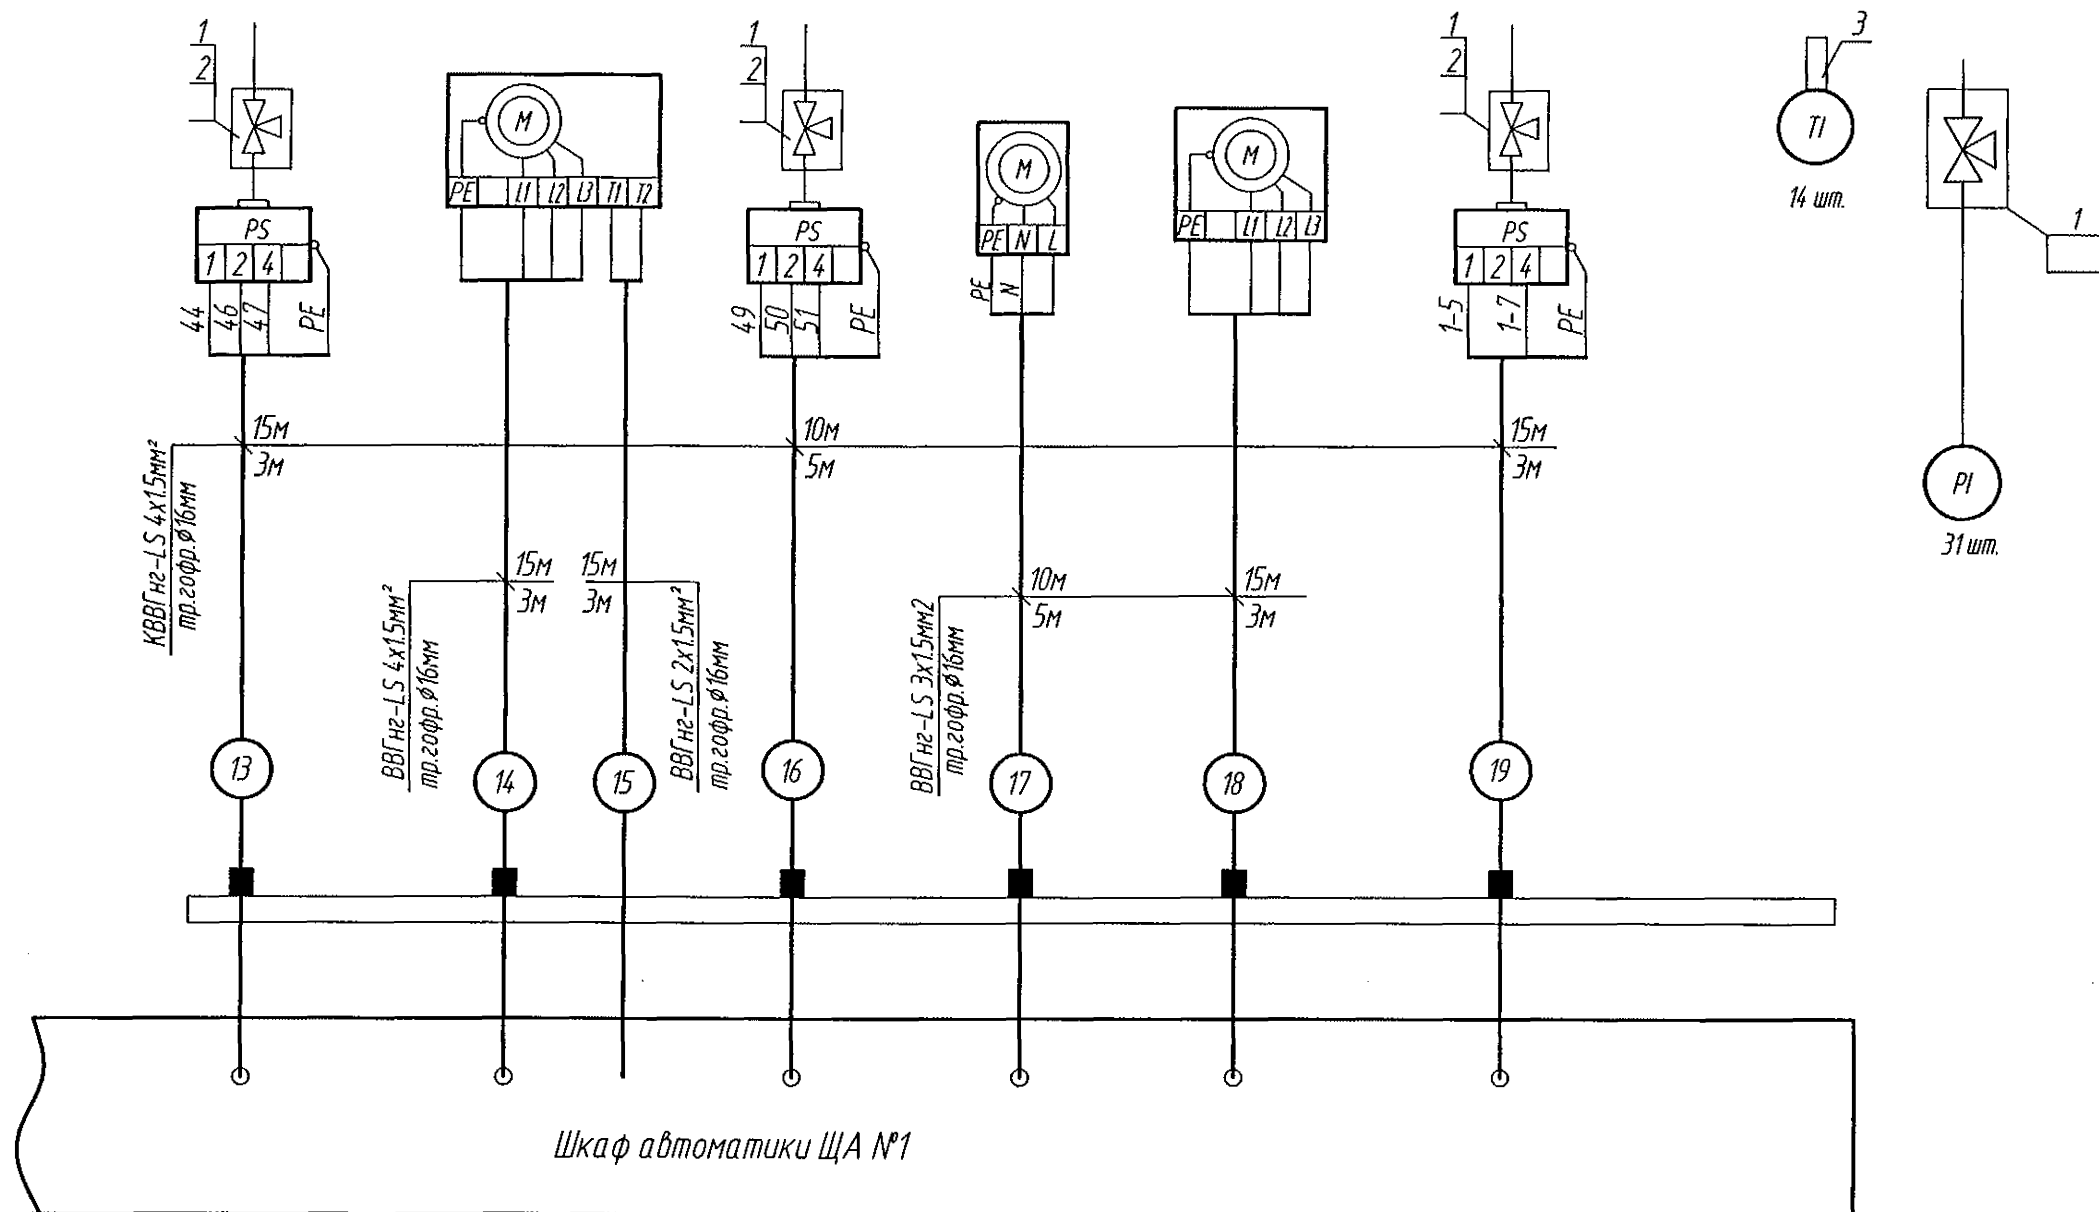 1
2
1
2
1
2
3
M
M
M
M
TI
14 шт.
PE L1 L2 L3 T1 T2
PE N L
PE L1 L2 L3
PS
1 2 4
PS
1 2 4
PS
1 2 4
1
44 46 47 PE
49 50 51 PE
PE N
1-5 1-7 PE
15м
3м
10м
5м
15м
3м
PI
31 шт.
КВВГнг-LS 4х1.5мм²
тр.гофр.Ø16мм
15м
3м
15м
3м
10м
5м
15м
3м
ВВГнг-LS 4х1.5мм²
тр.гофр.Ø16мм
ВВГнг-LS 2х1.5мм²
тр.гофр.Ø16мм
ВВГнг-LS 3х1.5мм2
тр.гофр.Ø16мм
13
14
15
16
17
18
19
Шкаф автоматики ЩА №1